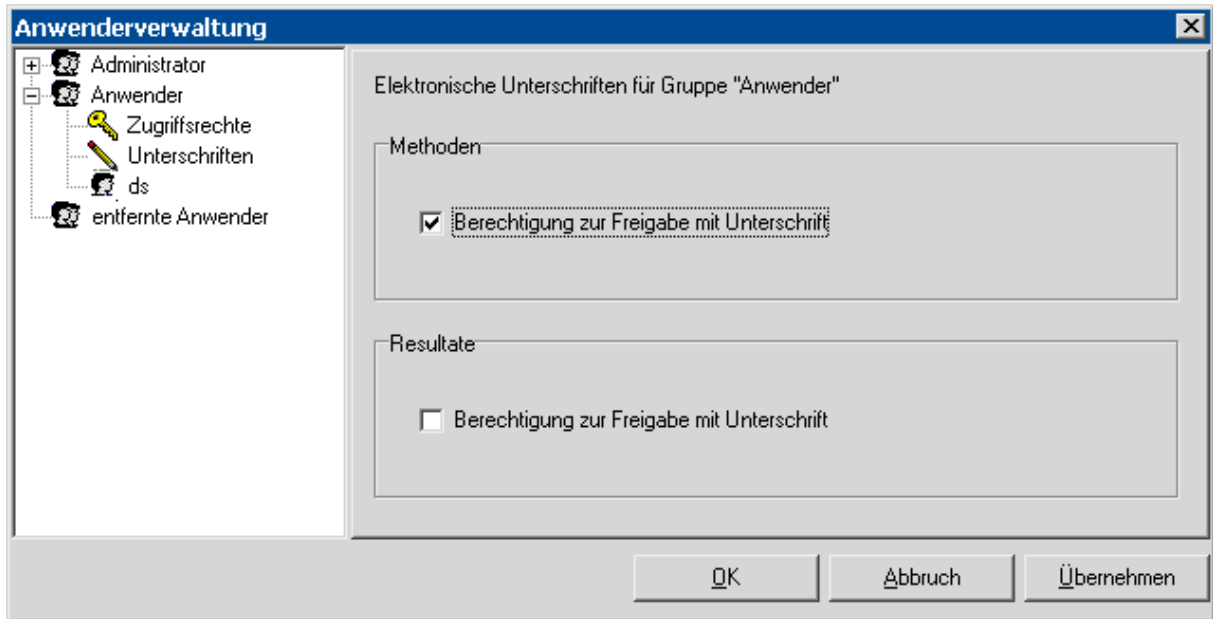 Anwenderverwaltung
Administrator
Anwender
Zugriffsrechte
Unterschriften
ds
entfernte Anwender
Elektronische Unterschriften für Gruppe "Anwender"
Methoden
Berechtigung zur Freigabe mit Unterschrift
Resultate
Berechtigung zur Freigabe mit Unterschrift
OK
Abbruch
Übernehmen